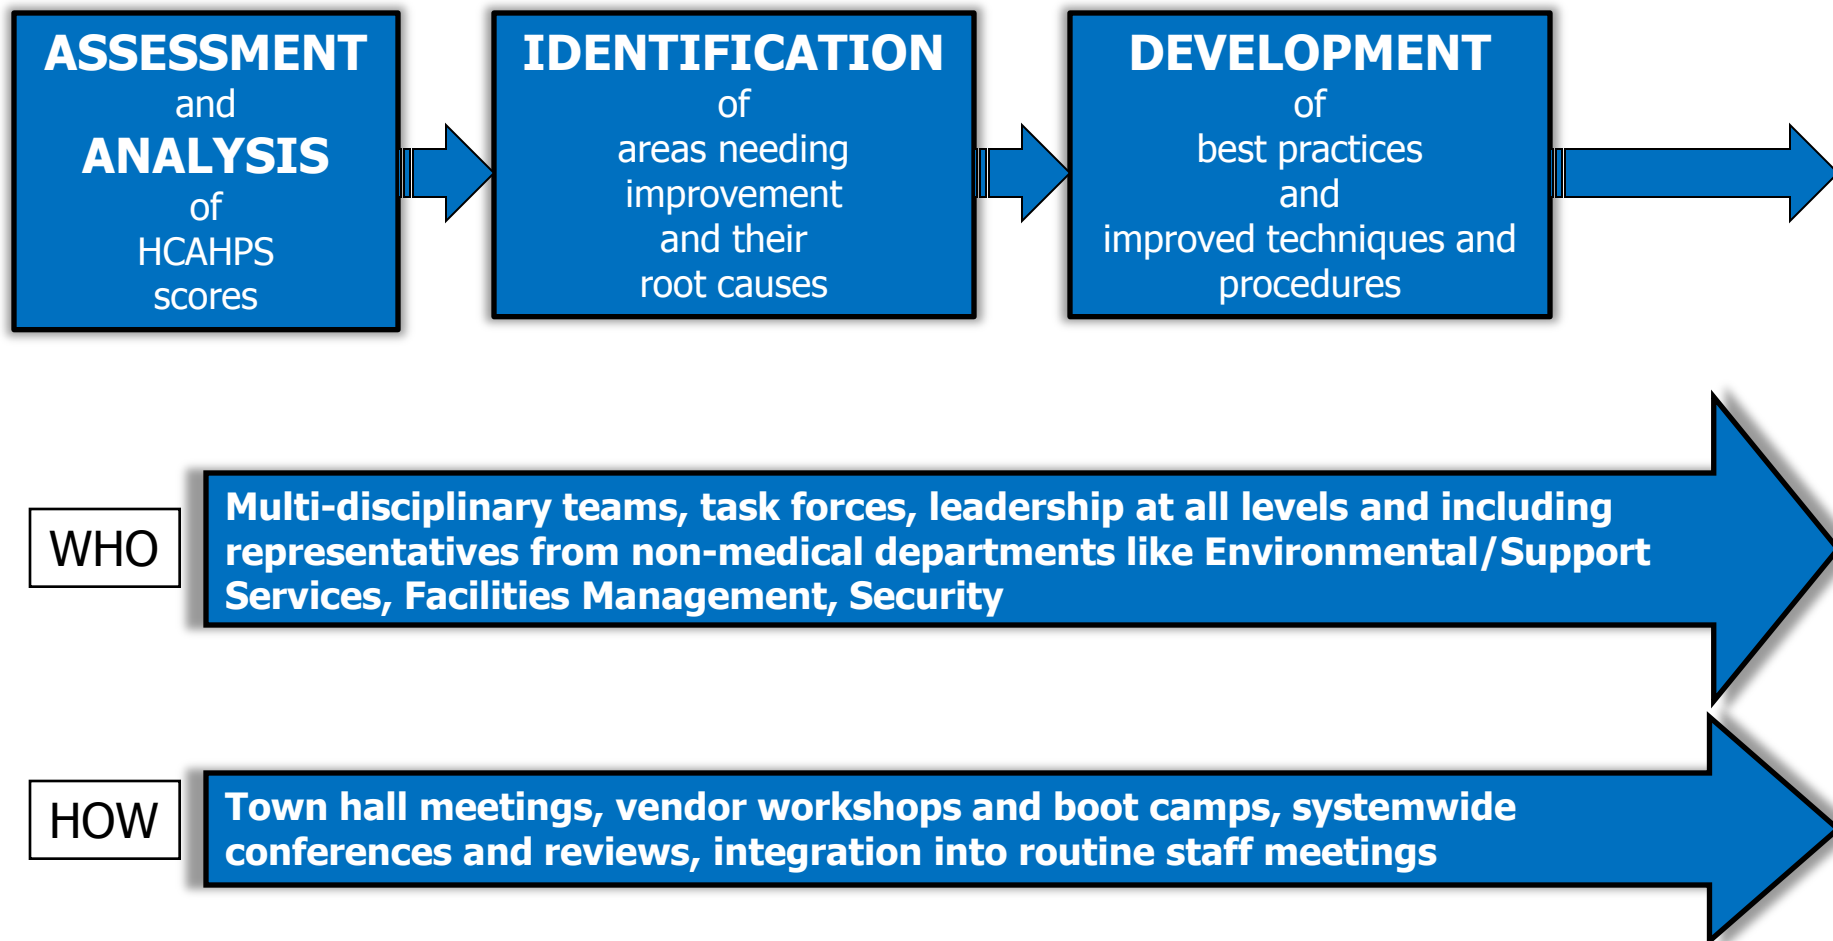 ASSESSMENT
and
ANALYSIS
of
HCAHPS
scores
IDENTIFICATION
of
areas needing
improvement
and their
root causes
DEVELOPMENT
of
best practices
and
improved techniques and
procedures
WHO
Multi-disciplinary teams, task forces, leadership at all levels and including
representatives from non-medical departments like Environmental/Support
Services, Facilities Management, Security
HOW
Town hall meetings, vendor workshops and boot camps, systemwide
conferences and reviews, integration into routine staff meetings